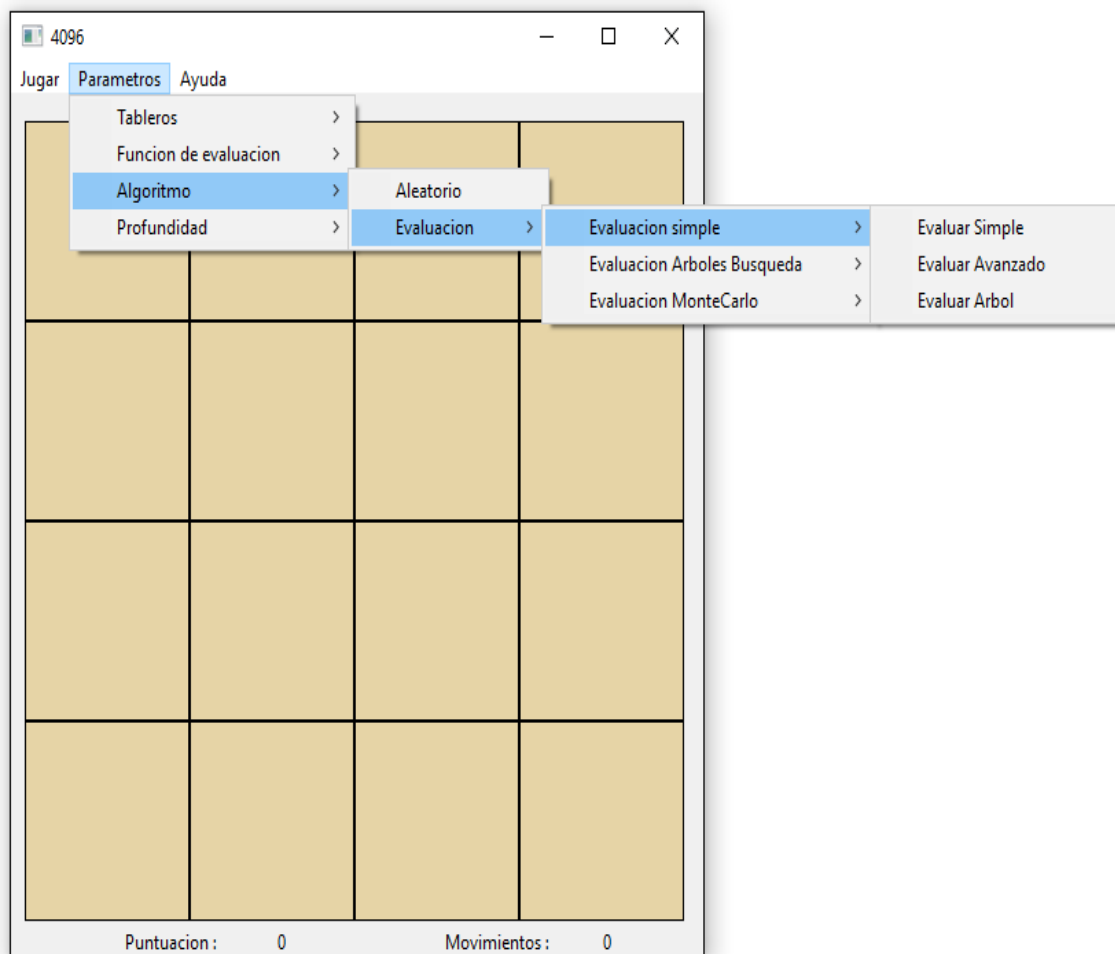 4096
Jugar Parametros Ayuda
Tableros
Funcion de evaluacion
Algoritmo
Profundidad
Aleatorio
Evaluacion
Evaluacion simple
Evaluacion Arboles Busqueda
Evaluacion MonteCarlo
Evaluar Simple
Evaluar Avanzado
Evaluar Arbol
Puntuacion : 0 Movimientos : 0